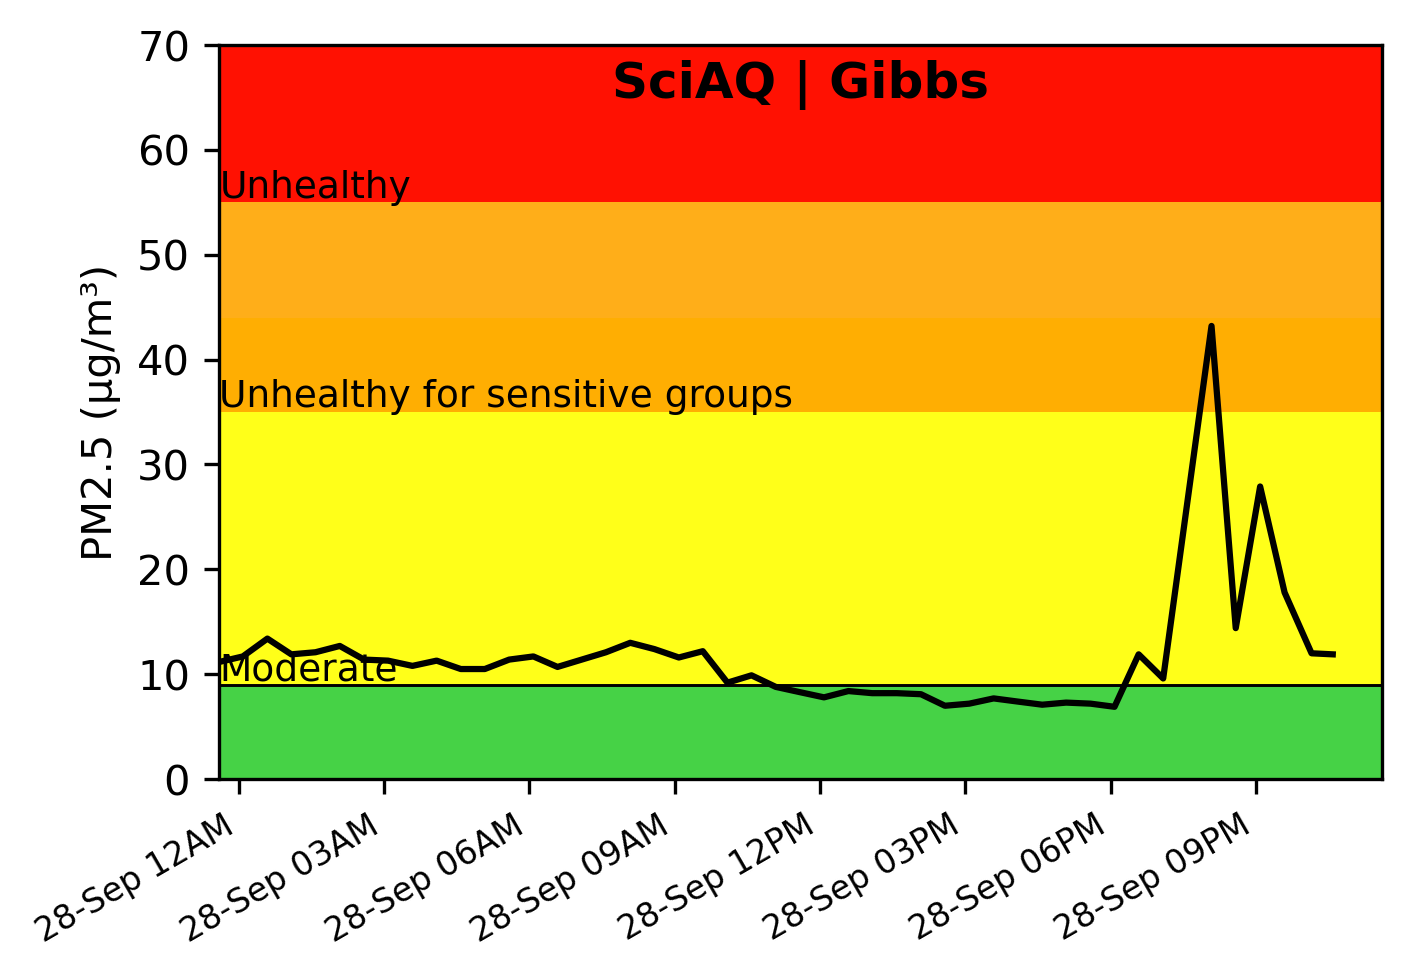 SciAQ | Gibbs
70
60
50
40
30
20
10
0
PM2.5 (µg/m³)
Unhealthy
Unhealthy for sensitive groups
Moderate
28-Sep 12AM
28-Sep 03AM
28-Sep 06AM
28-Sep 09AM
28-Sep 12PM
28-Sep 03PM
28-Sep 06PM
28-Sep 09PM